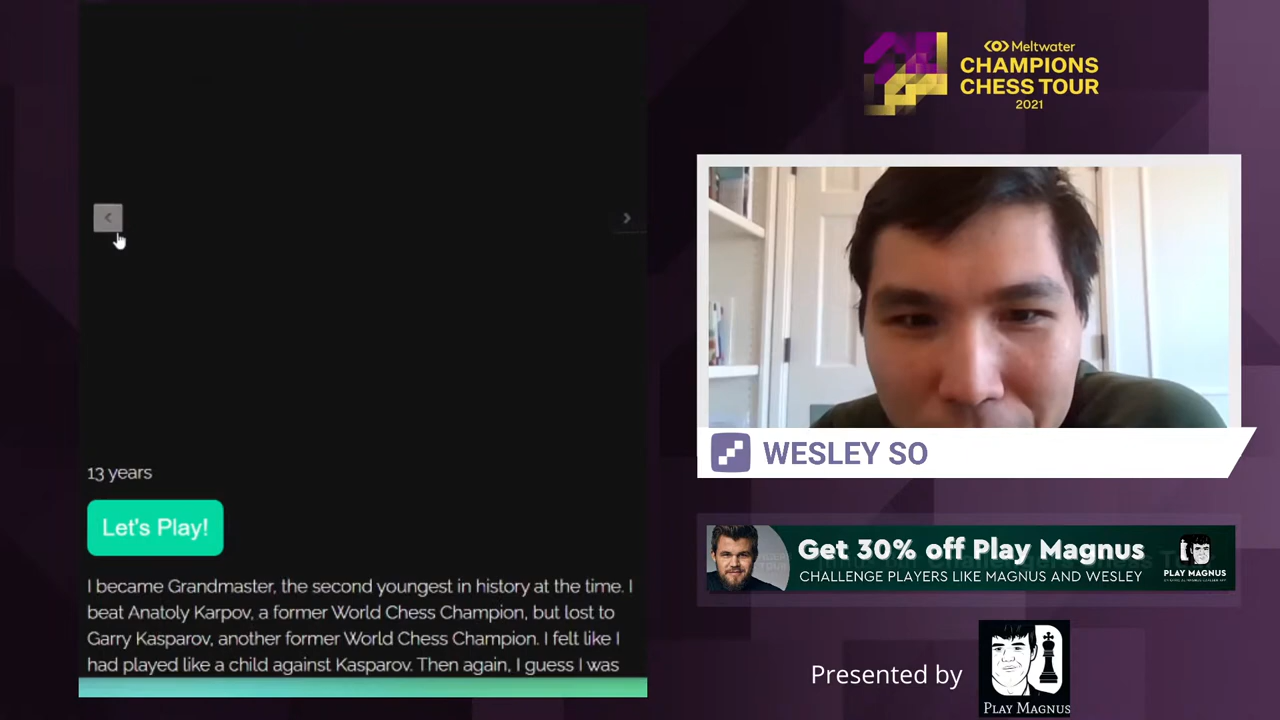 13 years
Let's Play!
I became Grandmaster, the second youngest in history at the time. I
beat Anatoly Karpov, a former World Chess Champion, but lost to
Garry Kasparov, another former World Chess Champion. I felt like I
had played like a child against Kasparov. Then again, I guess I was
Meltwater
CHAMPIONS
CHESS TOUR
2021
WESLEY SO
Get 30% off Play Magnus
CHALLENGE PLAYERS LIKE MAGNUS AND WESLEY
PLAY MAGNUS
Presented by
PLAY MAGNUS